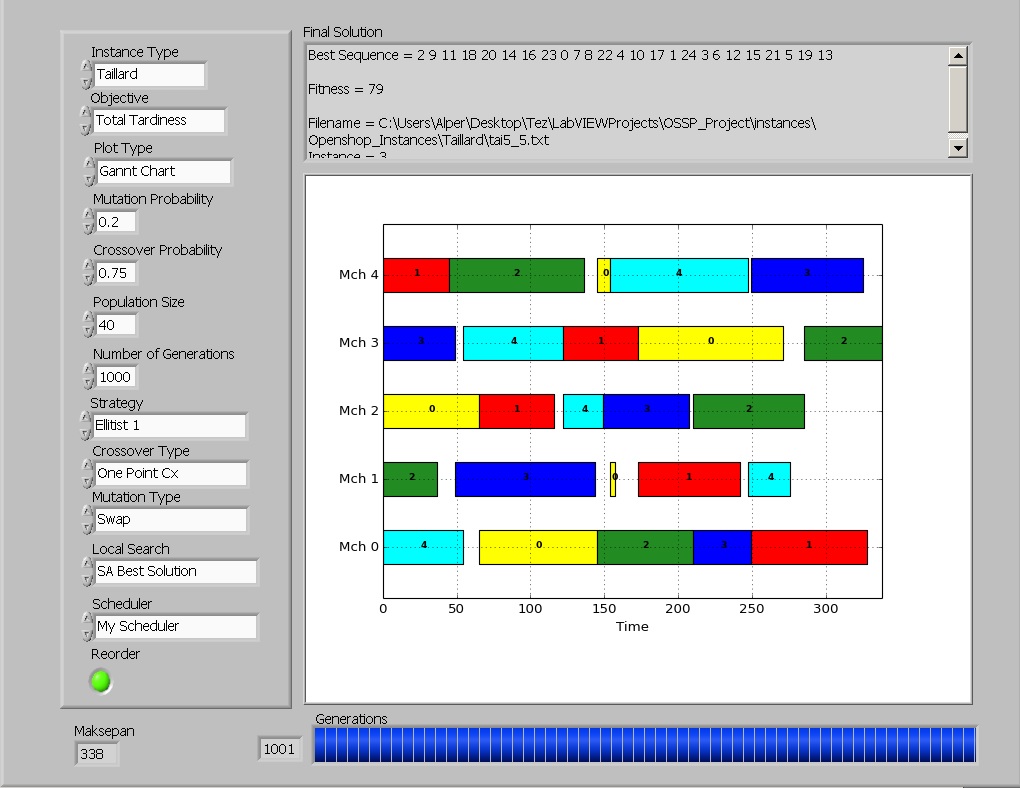 Instance Type
Taillard
Objective
Total Tardiness
Plot Type
Gannt Chart
Mutation Probability
0.2
Crossover Probability
0.75
Population Size
40
Number of Generations
1000
Strategy
Ellitist 1
Crossover Type
One Point Cx
Mutation Type
Swap
Local Search
SA Best Solution
Scheduler
My Scheduler
Reorder
Maksepan
338
Final Solution
Best Sequence = 2 9 11 18 20 14 16 23 0 7 8 22 4 10 17 1 24 3 6 12 15 21 5 19 13
Fitness = 79
Filename = C:\Users\Alper\Desktop\Tez\LabVIEWProjects\OSSP_Project\instances\
Openshop_Instances\Taillard\tai5_5.txt
Instance = 3
Mch 4 1 2 0 4 3
Mch 3 3 4 1 0 2
Mch 2 0 1 4 3 2
Mch 1 2 3 0 1 4
Mch 0 4 0 2 3 1
0 50 100 150 200 250 300
Time
Generations
1001